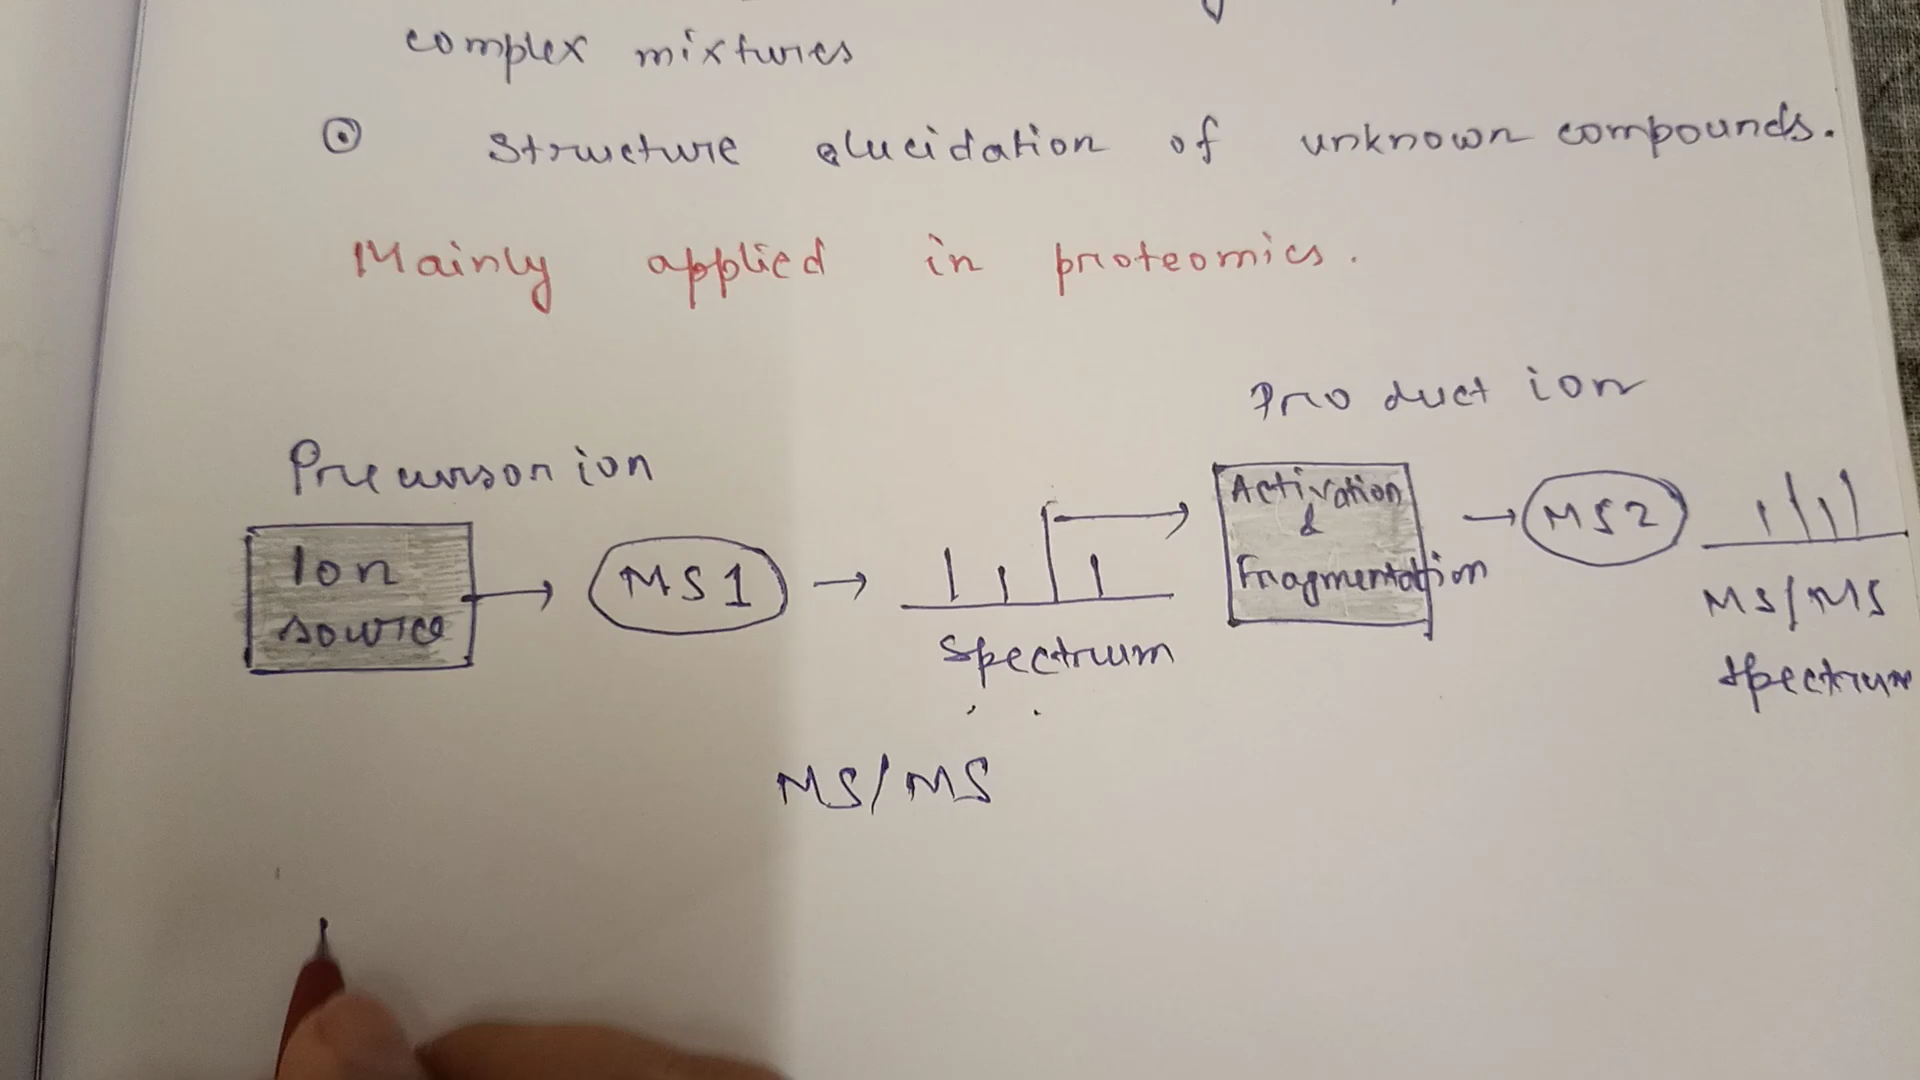 complex mixtures
⊙ Structure elucidation of unknown compounds.
Mainly applied in proteomics.
Product ion
Precursor ion
Ion
source
MS1
Spectrum
Activation
&
Fragmentation
MS2
MS/MS
Spectrum
MS/MS